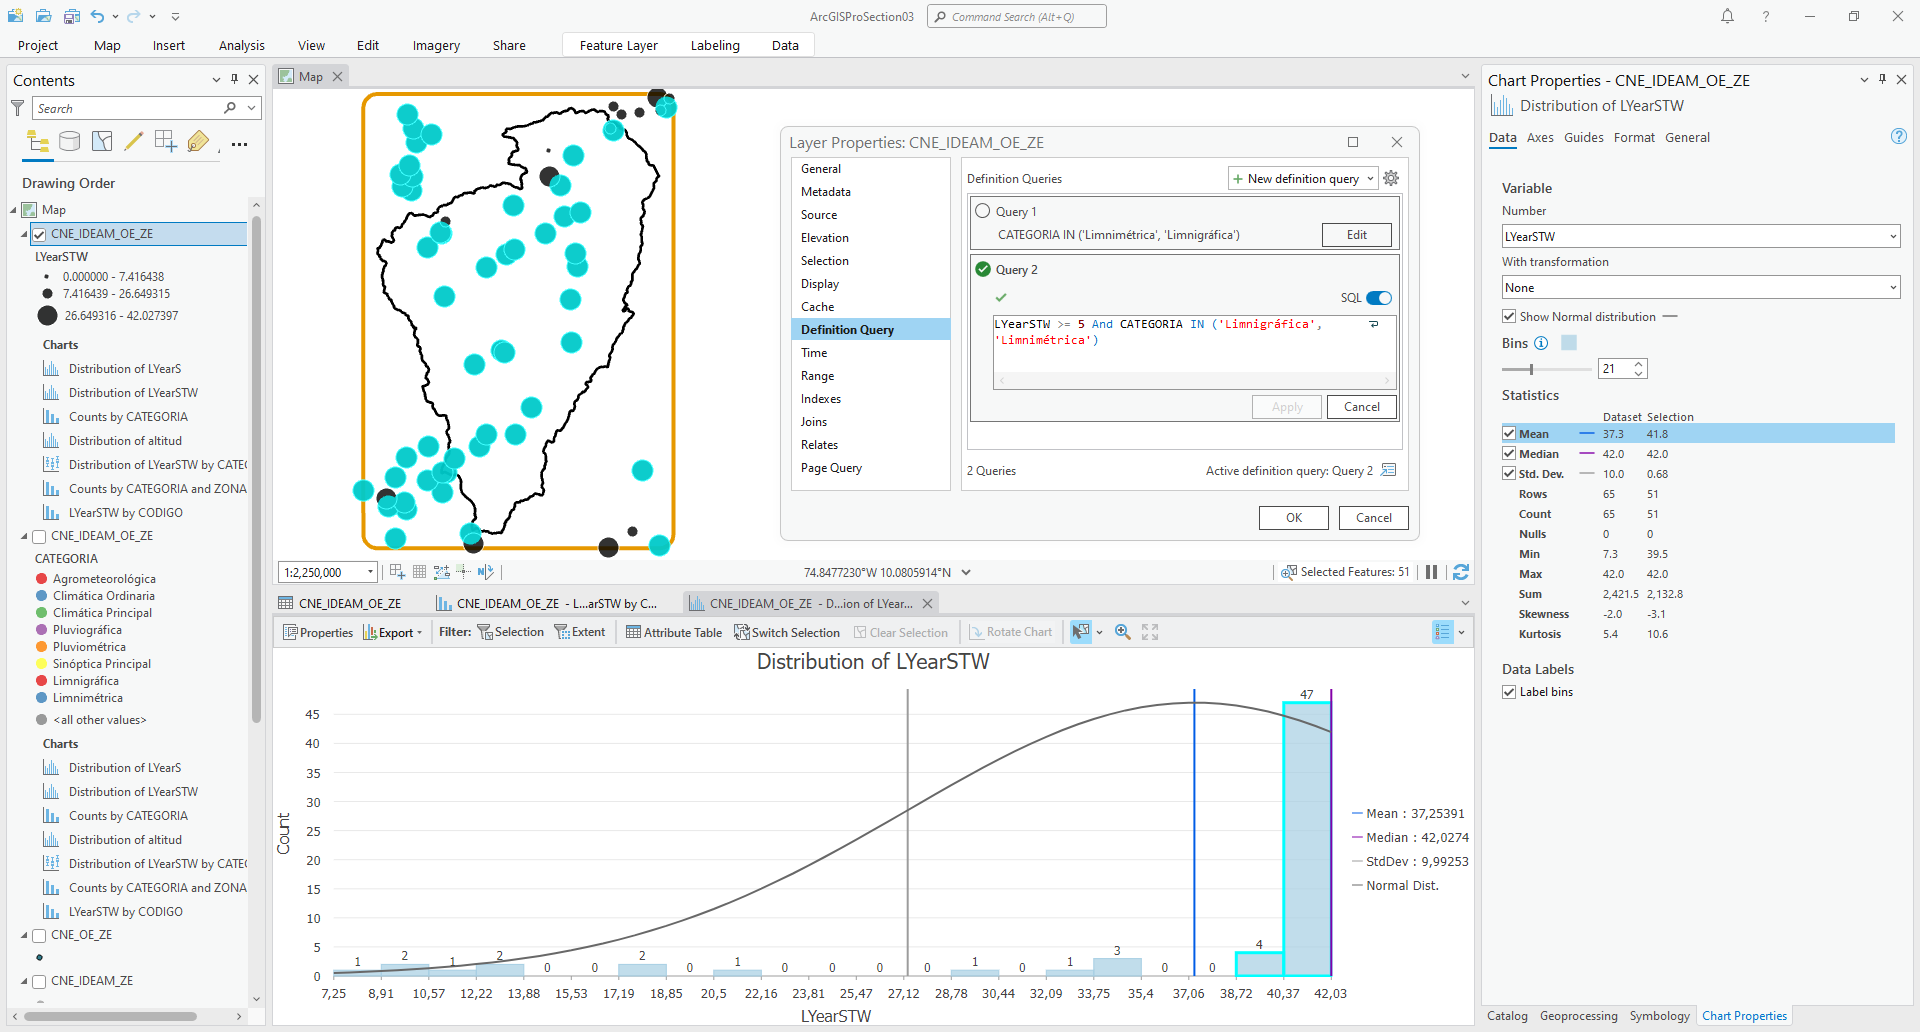 ArcGISProSection03
Command Search (Alt+Q)
Project
Map
Insert
Analysis
View
Edit
Imagery
Share
Feature Layer
Labeling
Data
Contents
Search
Drawing Order
Map
CNE_IDEAM_OE_ZE
LYearSTW
0.000000 - 7.416438
7.416439 - 26.649315
26.649316 - 42.027397
Charts
Distribution of LYearS
Distribution of LYearSTW
Counts by CATEGORIA
Distribution of altitud
Distribution of LYearSTW by CATE
Counts by CATEGORIA and ZONA
LYearSTW by CODIGO
CNE_IDEAM_OE_ZE
CATEGORIA
Agrometeorológica
Climática Ordinaria
Climática Principal
Pluviográfica
Pluviométrica
Sinóptica Principal
Limnigráfica
Limnimétrica
<all other values>
Charts
Distribution of LYearS
Distribution of LYearSTW
Counts by CATEGORIA
Distribution of altitud
Distribution of LYearSTW by CATE
Counts by CATEGORIA and ZONA
LYearSTW by CODIGO
CNE_OE_ZE
CNE_IDEAM_ZE
Map
Layer Properties: CNE_IDEAM_OE_ZE
General
Metadata
Source
Elevation
Selection
Display
Cache
Definition Query
Time
Range
Indexes
Joins
Relates
Page Query
Definition Queries
New definition query
Query 1
CATEGORIA IN ('Limnimétrica', 'Limnigráfica')
Edit
Query 2
SQL
LYearSTW >= 5 And CATEGORIA IN ('Limnigráfica',
'Limnimétrica')
Apply
Cancel
2 Queries
Active definition query: Query 2
OK
Cancel
1:2,250,000
74.8477230°W 10.0805914°N
Selected Features: 51
CNE_IDEAM_OE_ZE
CNE_IDEAM_OE_ZE - L...arSTW by C...
CNE_IDEAM_OE_ZE - D...ion of LYear...
Properties
Export
Filter:
Selection
Extent
Attribute Table
Switch Selection
Clear Selection
Rotate Chart
Distribution of LYearSTW
Count
45
40
35
30
25
20
15
10
5
0
1 2 1 2 0 0 2 0 1 0 0 0 0 1 0 1 3 0 0 4 47
7,25 8,91 10,57 12,22 13,88 15,53 17,19 18,85 20,5 22,16 23,81 25,47 27,12 28,78 30,44 32,09 33,75 35,4 37,06 38,72 40,37 42,03
LYearSTW
Mean : 37,25391
Median : 42,0274
StdDev : 9,99253
Normal Dist.
Chart Properties - CNE_IDEAM_OE_ZE
Distribution of LYearSTW
Data
Axes
Guides
Format
General
Variable
Number
LYearSTW
With transformation
None
Show Normal distribution
Bins
21
Statistics
Dataset Selection
Mean 37.3 41.8
Median 42.0 42.0
Std. Dev. 10.0 0.68
Rows 65 51
Count 65 51
Nulls 0 0
Min 7.3 39.5
Max 42.0 42.0
Sum 2,421.5 2,132.8
Skewness -2.0 -3.1
Kurtosis 5.4 10.6
Data Labels
Label bins
Catalog
Geoprocessing
Symbology
Chart Properties